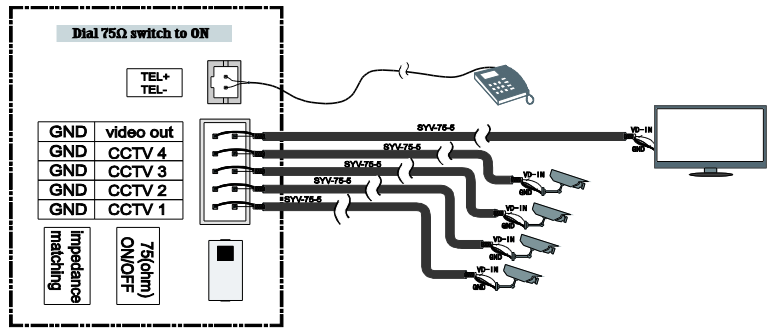 Dial 75Ω switch to ON
TEL+
TEL-
GND video out
GND CCTV 4
GND CCTV 3
GND CCTV 2
GND CCTV 1
impedance
matching
75(ohm)
ON/OFF
SYV-75-5
SYV-75-5
SYV-75-5
SYV-75-5
SYV-75-5
VD-IN
GND
VD-IN
GND
VD-IN
GND
VD-IN
GND
VD-IN
GND